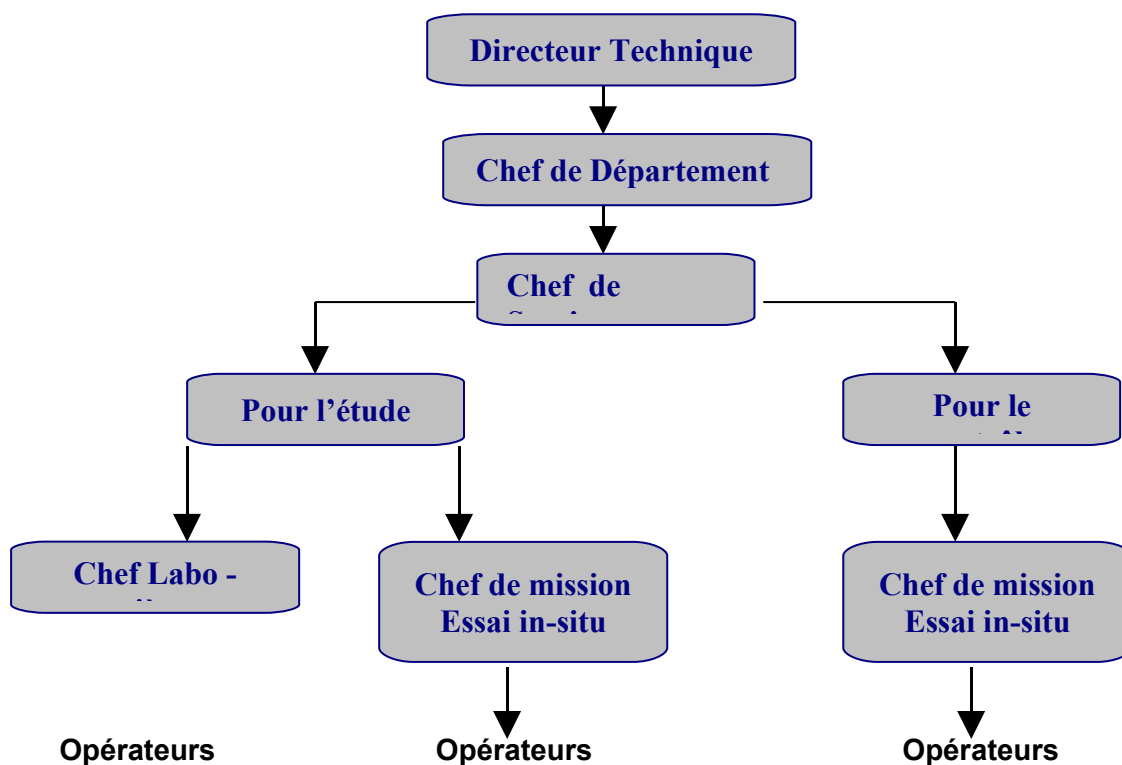 Directeur Technique
Chef de Département
Chef de
Pour l’étude
Pour le
Chef Labo -
Chef de mission
Essai in-situ
Chef de mission
Essai in-situ
Opérateurs
Opérateurs
Opérateurs